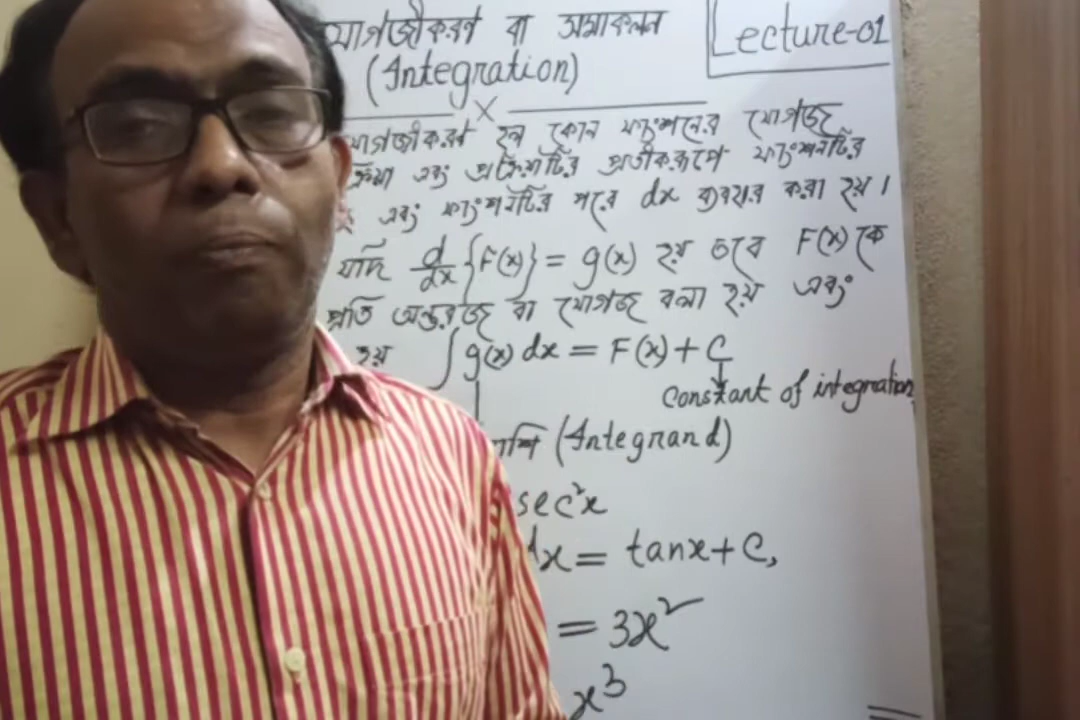 যোগজীকরণ বা সমাকলন
(Integration)
Lecture-01
যোগজীকরণ হল কোন ফাংশনের যোগজ
ক্রিয়া এবং প্রক্রিয়াটির প্রতীকরূপে ফাংশনটির
এবং ফাংশনটির পরে dx ব্যবহার করা হয়।
যদি d/dx {F(x)} = g(x) হয় তবে F(x) কে
প্রতি অন্তরজ বা যোগজ বলা হয় এবং
হয় ∫g(x) dx = F(x) + C
constant of integration,
রাশি (Integrand)
sec²x
dx = tanx + C,
= 3x²
x³